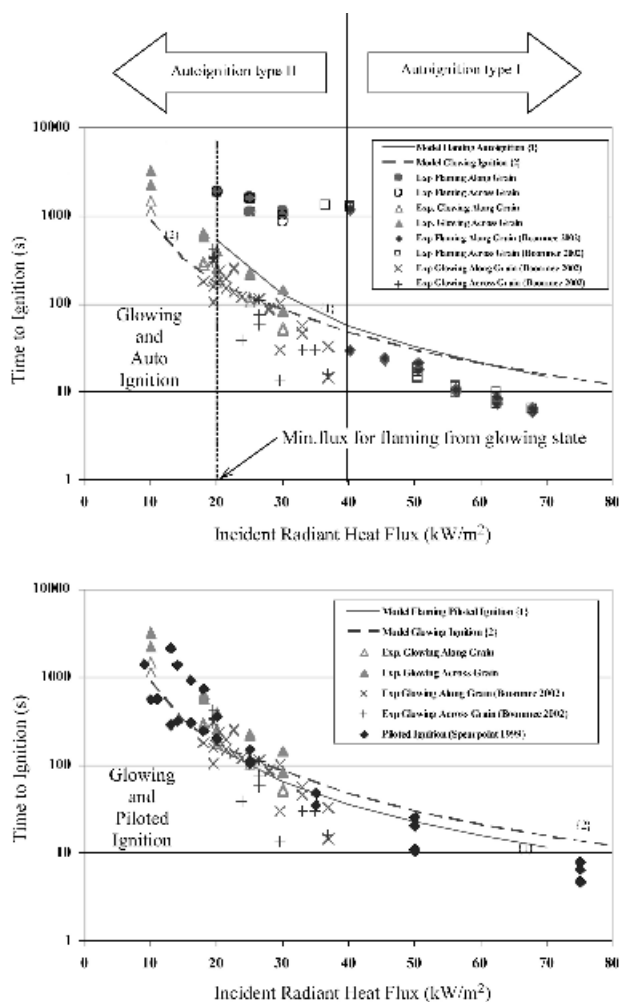 Autoignition type II
Autoignition type I
10000
1000
100
10
1
Time to Ignition (s)
Model Flaming Autoignition {1}
Model Glowing Ignition {2}
Exp Flaming Along Grain
Exp Flaming Across Grain
Exp. Glowing Along Grain
Exp. Glowing Across Grain
Exp Flaming Along Grain (Boonmee 2002)
Exp Flaming Across Grain (Boonmee 2002)
Exp Glowing Along Grain (Boonmee 2002)
Exp Glowing Across Grain (Boonmee 2002)
{2}
Glowing
and
Auto
Ignition
Min.flux for flaming from glowing state
0 10 20 30 40 50 60 70 80
Incident Radiant Heat Flux (kW/m²)
10000
1000
100
10
1
Time to Ignition (s)
Model Flaming Piloted Ignition {1}
Model Glowing Ignition {2}
Exp. Glowing Along Grain
Exp. Glowing Across Grain
Exp Glowing Along Grain (Boonmee 2002)
Exp Glowing Across Grain (Boonmee 2002)
Piloted Ignition (Spearpoint 1999)
Glowing
and
Piloted
Ignition
{2}
0 10 20 30 40 50 60 70 80
Incident Radiant Heat Flux (kW/m²)